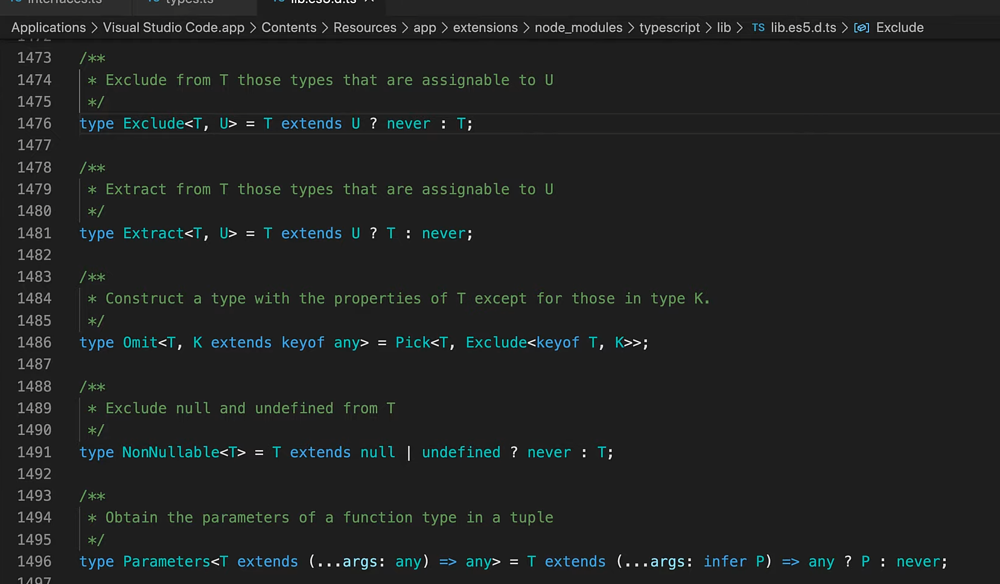 interfaces.ts types.ts lib.es5.d.ts
Applications > Visual Studio Code.app > Contents > Resources > app > extensions > node_modules > typescript > lib > TS lib.es5.d.ts > Exclude
1472
1473 /**
1474 * Exclude from T those types that are assignable to U
1475 */
1476 type Exclude<T, U> = T extends U ? never : T;
1477
1478 /**
1479 * Extract from T those types that are assignable to U
1480 */
1481 type Extract<T, U> = T extends U ? T : never;
1482
1483 /**
1484 * Construct a type with the properties of T except for those in type K.
1485 */
1486 type Omit<T, K extends keyof any> = Pick<T, Exclude<keyof T, K>>;
1487
1488 /**
1489 * Exclude null and undefined from T
1490 */
1491 type NonNullable<T> = T extends null | undefined ? never : T;
1492
1493 /**
1494 * Obtain the parameters of a function type in a tuple
1495 */
1496 type Parameters<T extends (...args: any) => any> = T extends (...args: infer P) => any ? P : never;
1497